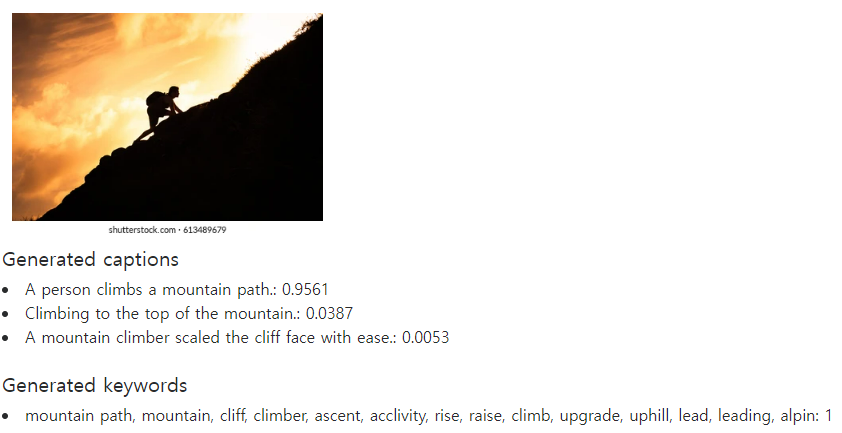 shutterstock.com · 613489679
Generated captions
• A person climbs a mountain path.: 0.9561
• Climbing to the top of the mountain.: 0.0387
• A mountain climber scaled the cliff face with ease.: 0.0053
Generated keywords
• mountain path, mountain, cliff, climber, ascent, acclivity, rise, raise, climb, upgrade, uphill, lead, leading, alpin: 1